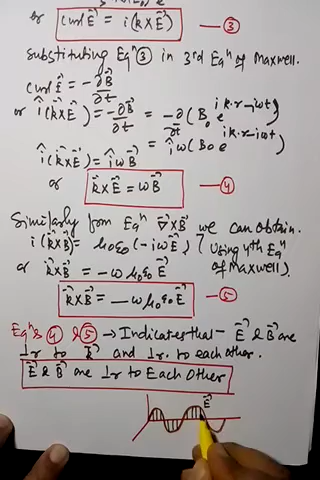 or curl E⃗ = i(k⃗×E⃗) — ③
Substituting Eqⁿ ③ in 3rd Eqⁿ of Maxwell.
Curl E⃗ = -∂B⃗/∂t
or i(k⃗×E⃗) = -∂B⃗/∂t = -∂/∂t (B₀ e^{ik·r-iωt})
= iω(B₀ e^{ik·r-iωt})
i(k⃗×E⃗) = iωB⃗
or k⃗×E⃗ = ωB⃗ — ④
Similarly from Eqⁿ ∇⃗×B⃗ we can obtain.
i(k⃗×B⃗) = μ₀ε₀(-iωE⃗) {Using 4th Eqⁿ
or k⃗×B⃗ = -ωμ₀ε₀E⃗ of Maxwell}.
k⃗×B⃗ = -ωμ₀ε₀E⃗ — ⑤
Eqⁿs ④ & ⑤ → Indicates that - E⃗ & B⃗ are
⊥r to k⃗ and ⊥r. to each other.
E⃗ & B⃗ are ⊥r to Each Other
E⃗